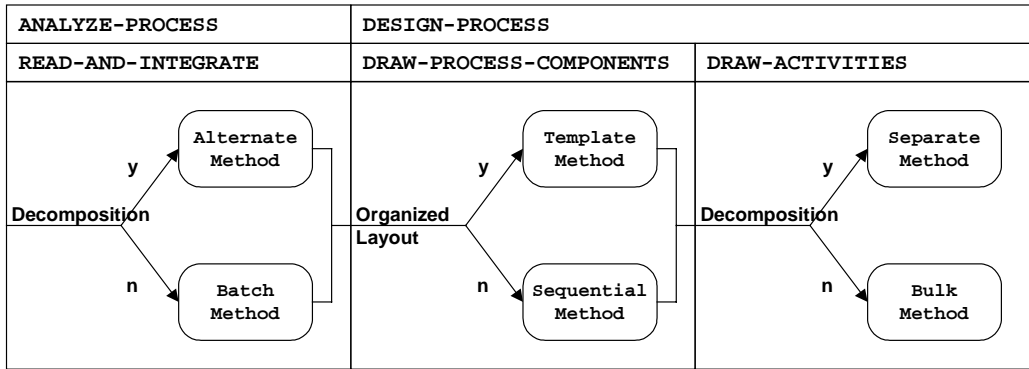 ANALYZE-PROCESS
DESIGN-PROCESS
READ-AND-INTEGRATE
DRAW-PROCESS-COMPONENTS
DRAW-ACTIVITIES
Decomposition
y
Alternate
Method
n
Batch
Method
Organized
Layout
y
Template
Method
n
Sequential
Method
Decomposition
y
Separate
Method
n
Bulk
Method